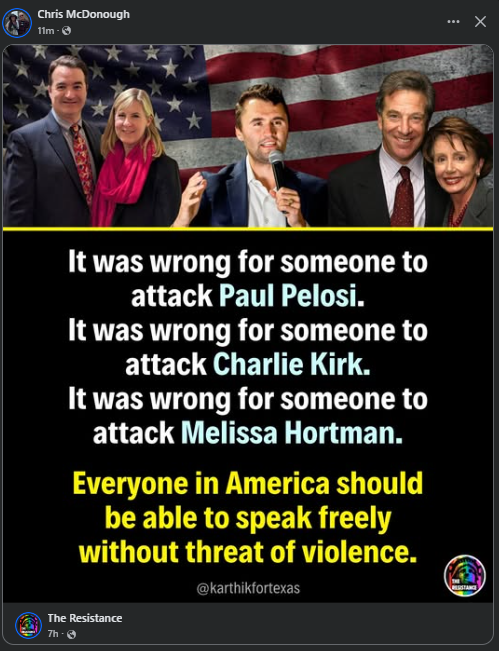 Chris McDonough
11m ·
It was wrong for someone to
attack Paul Pelosi.
It was wrong for someone to
attack Charlie Kirk.
It was wrong for someone to
attack Melissa Hortman.
Everyone in America should
be able to speak freely
without threat of violence.
@karthikfortexas
THE
RESISTANCE
The Resistance
7h ·